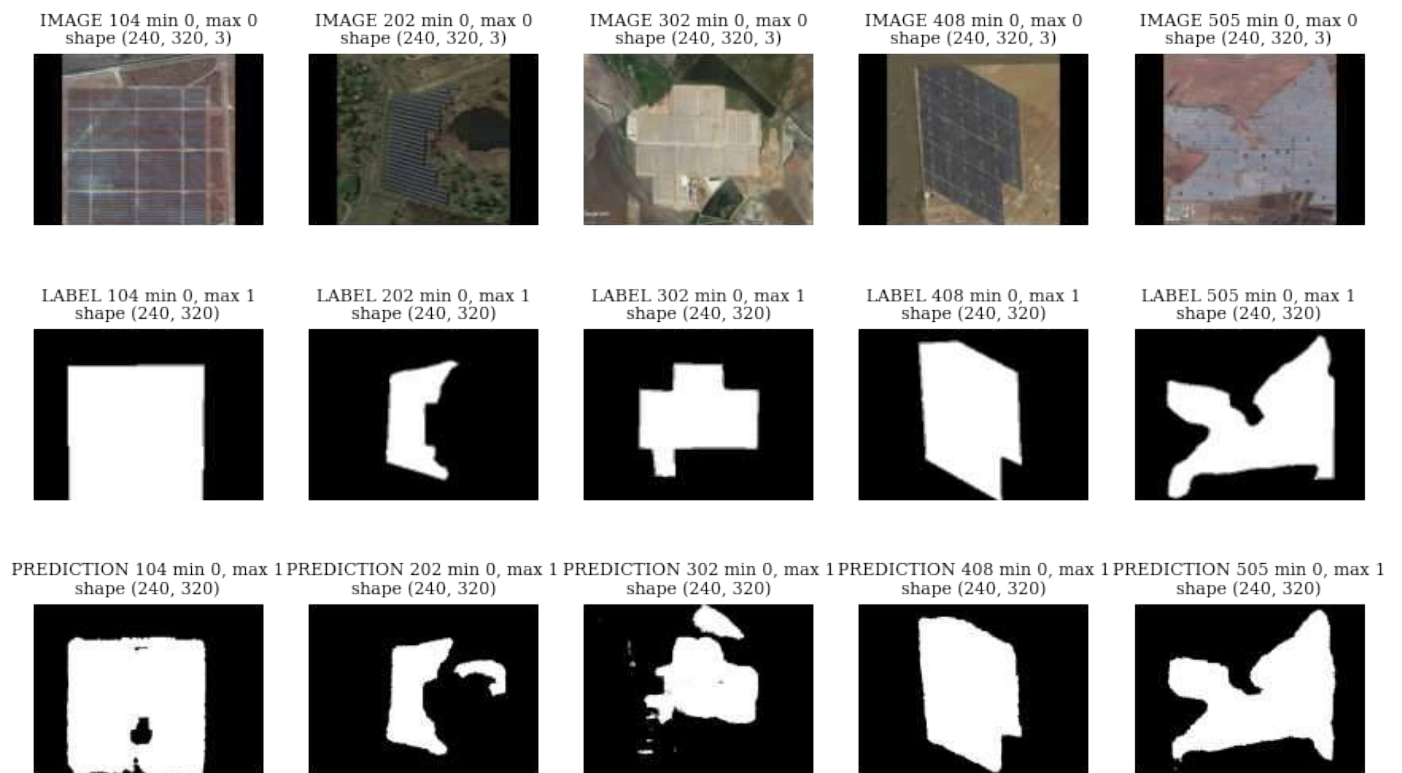 IMAGE 104 min 0, max 0
shape (240, 320, 3)
IMAGE 202 min 0, max 0
shape (240, 320, 3)
IMAGE 302 min 0, max 0
shape (240, 320, 3)
IMAGE 408 min 0, max 0
shape (240, 320, 3)
IMAGE 505 min 0, max 0
shape (240, 320, 3)
LABEL 104 min 0, max 1
shape (240, 320)
LABEL 202 min 0, max 1
shape (240, 320)
LABEL 302 min 0, max 1
shape (240, 320)
LABEL 408 min 0, max 1
shape (240, 320)
LABEL 505 min 0, max 1
shape (240, 320)
PREDICTION 104 min 0, max 1
shape (240, 320)
PREDICTION 202 min 0, max 1
shape (240, 320)
PREDICTION 302 min 0, max 1
shape (240, 320)
PREDICTION 408 min 0, max 1
shape (240, 320)
PREDICTION 505 min 0, max 1
shape (240, 320)